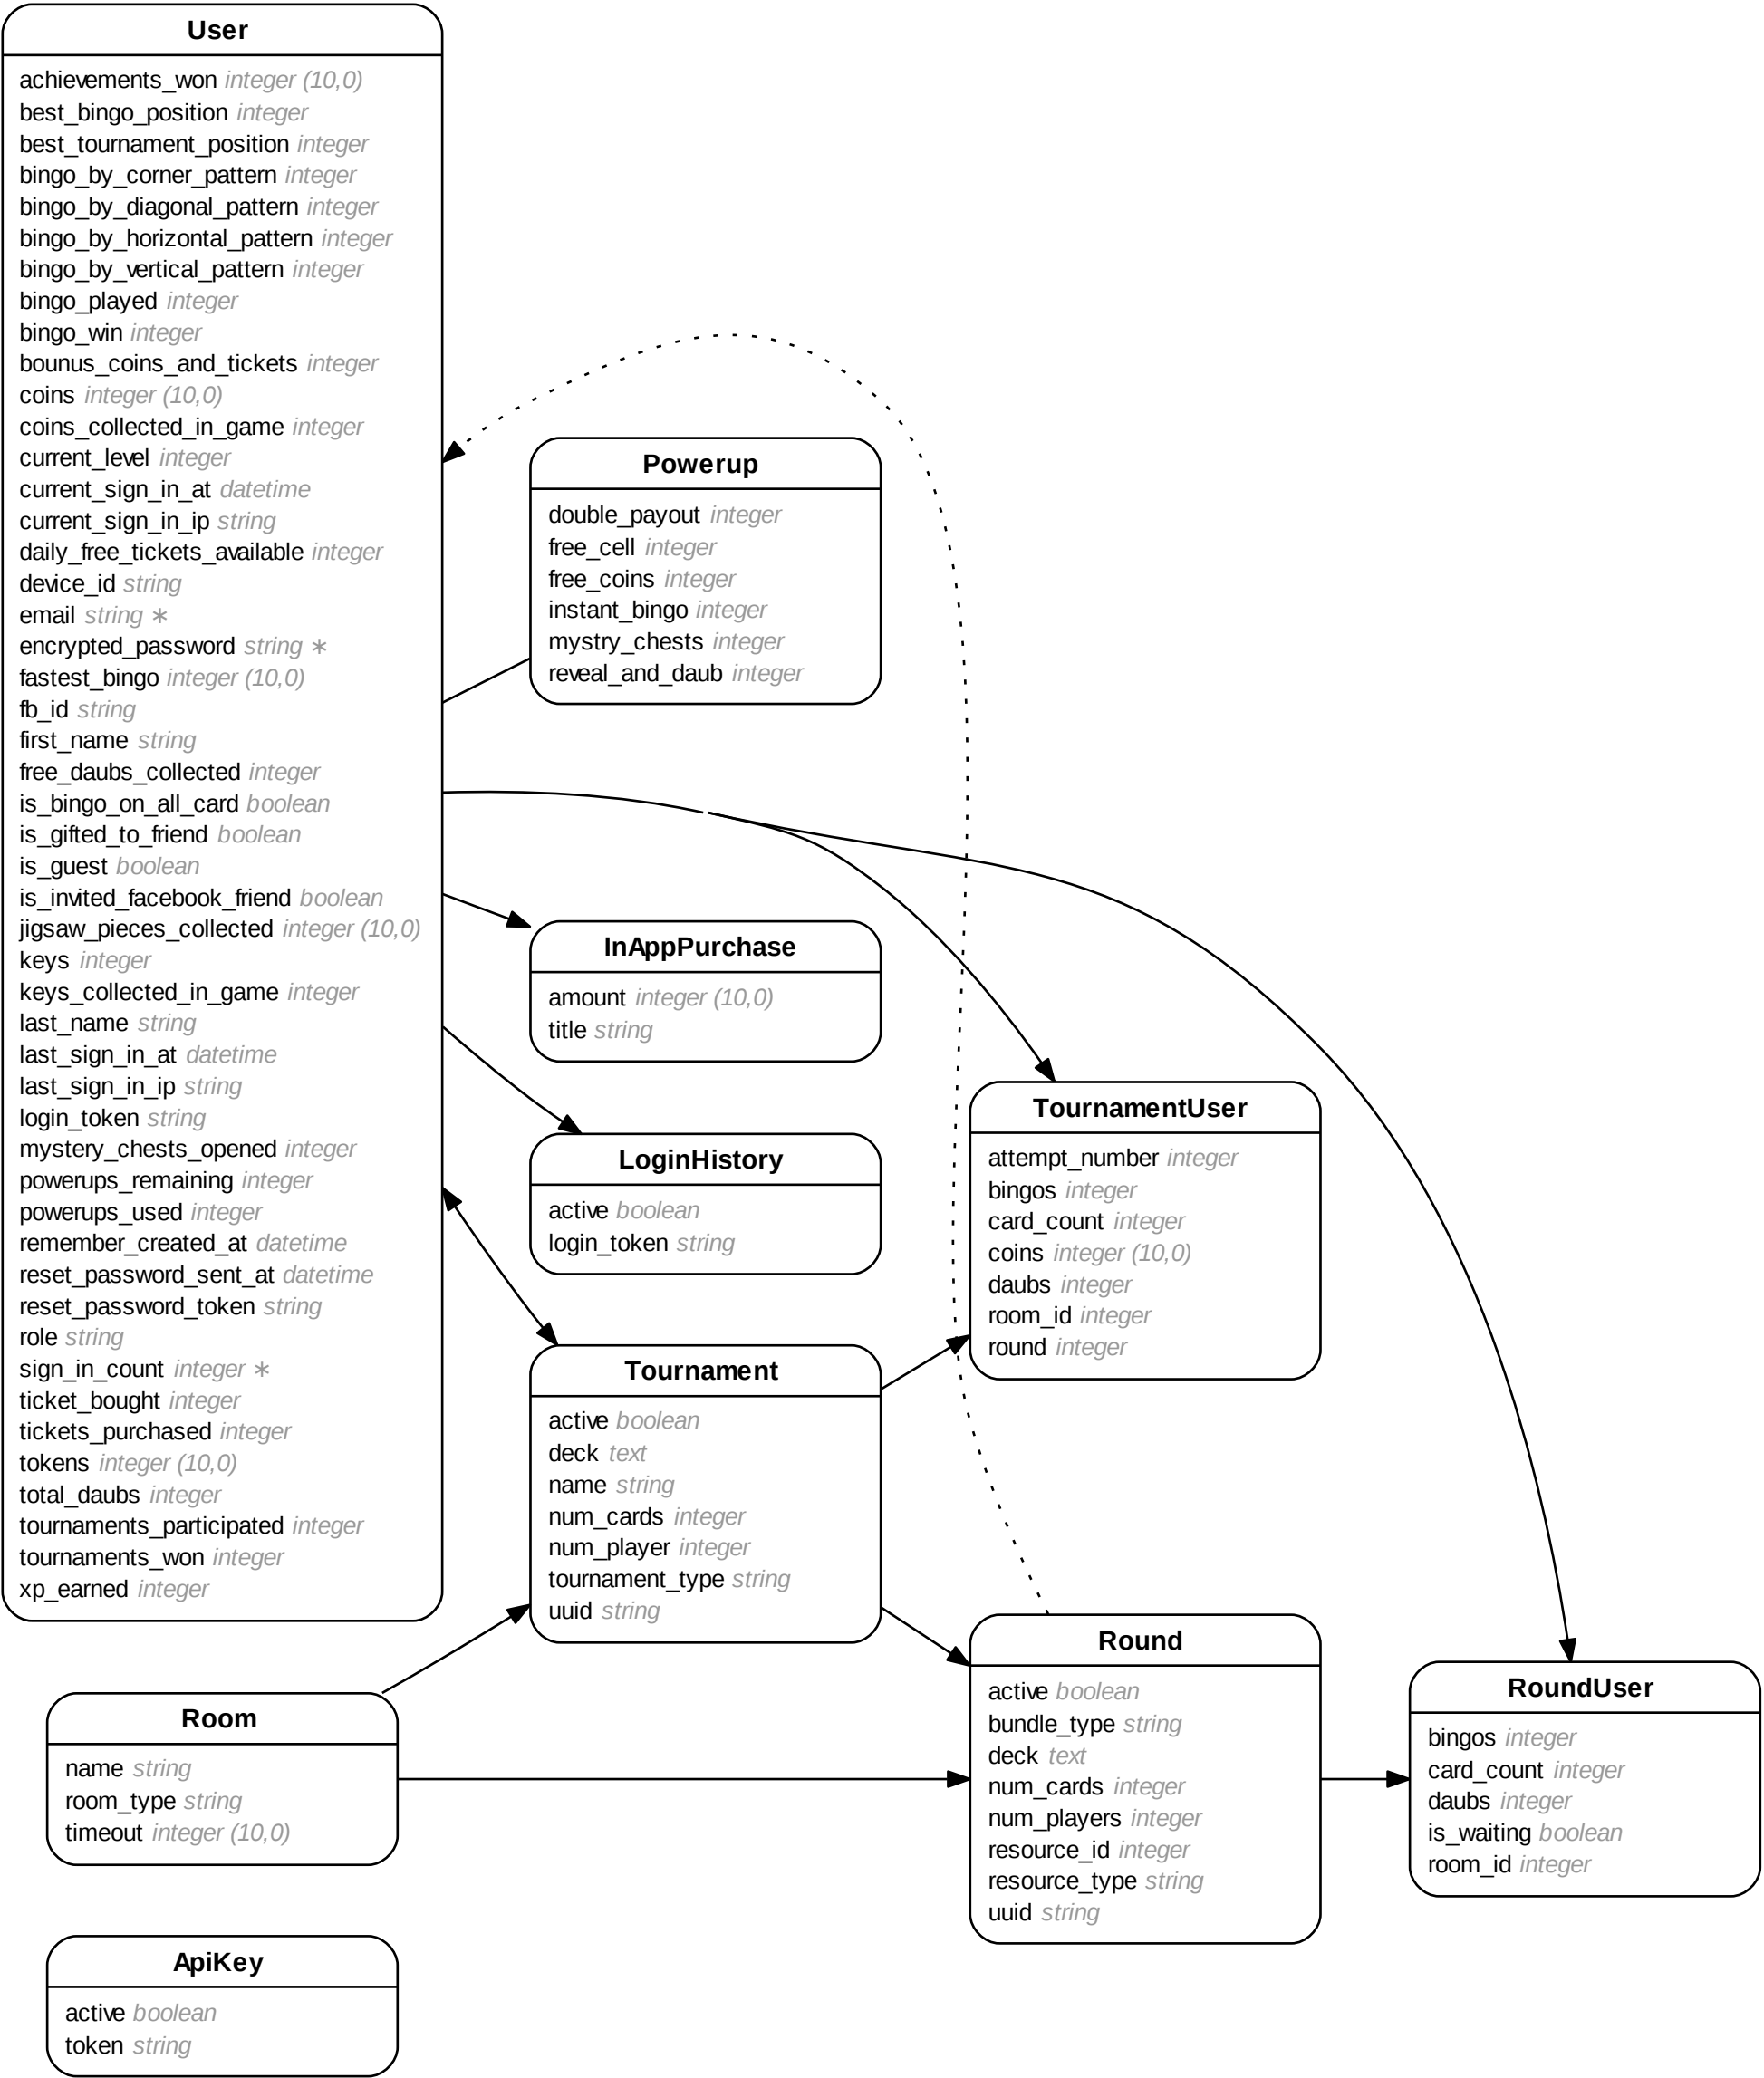 User
achievements_won integer (10,0)
best_bingo_position integer
best_tournament_position integer
bingo_by_corner_pattern integer
bingo_by_diagonal_pattern integer
bingo_by_horizontal_pattern integer
bingo_by_vertical_pattern integer
bingo_played integer
bingo_win integer
bounus_coins_and_tickets integer
coins integer (10,0)
coins_collected_in_game integer
current_level integer
current_sign_in_at datetime
current_sign_in_ip string
daily_free_tickets_available integer
device_id string
email string ∗
encrypted_password string ∗
fastest_bingo integer (10,0)
fb_id string
first_name string
free_daubs_collected integer
is_bingo_on_all_card boolean
is_gifted_to_friend boolean
is_guest boolean
is_invited_facebook_friend boolean
jigsaw_pieces_collected integer (10,0)
keys integer
keys_collected_in_game integer
last_name string
last_sign_in_at datetime
last_sign_in_ip string
login_token string
mystery_chests_opened integer
powerups_remaining integer
powerups_used integer
remember_created_at datetime
reset_password_sent_at datetime
reset_password_token string
role string
sign_in_count integer ∗
ticket_bought integer
tickets_purchased integer
tokens integer (10,0)
total_daubs integer
tournaments_participated integer
tournaments_won integer
xp_earned integer
Powerup
double_payout integer
free_cell integer
free_coins integer
instant_bingo integer
mystry_chests integer
reveal_and_daub integer
InAppPurchase
amount integer (10,0)
title string
LoginHistory
active boolean
login_token string
TournamentUser
attempt_number integer
bingos integer
card_count integer
coins integer (10,0)
daubs integer
room_id integer
round integer
Tournament
active boolean
deck text
name string
num_cards integer
num_player integer
tournament_type string
uuid string
Round
active boolean
bundle_type string
deck text
num_cards integer
num_players integer
resource_id integer
resource_type string
uuid string
RoundUser
bingos integer
card_count integer
daubs integer
is_waiting boolean
room_id integer
Room
name string
room_type string
timeout integer (10,0)
ApiKey
active boolean
token string